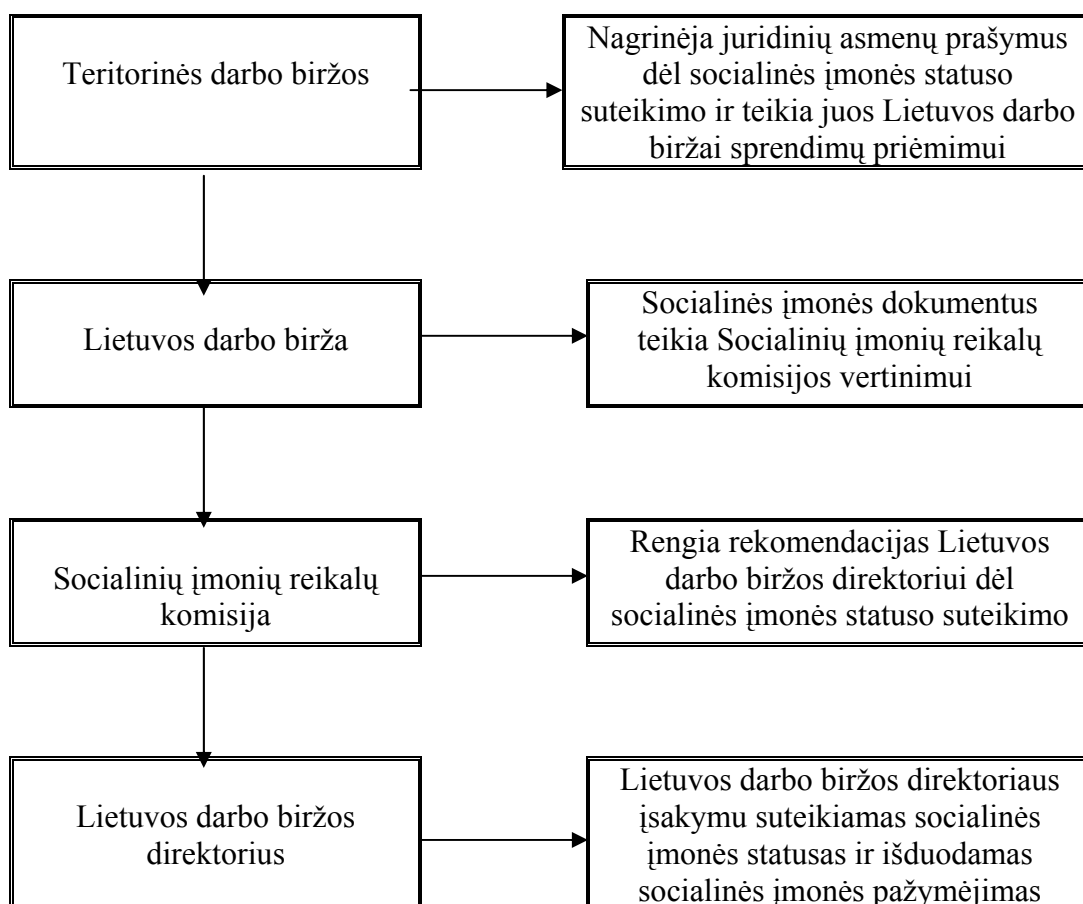 Teritorinės darbo biržos
Nagrinėja juridinių asmenų prašymus
dėl socialinės įmonės statuso
suteikimo ir teikia juos Lietuvos darbo
biržai sprendimų priėmimui
Lietuvos darbo birža
Socialinės įmonės dokumentus
teikia Socialinių įmonių reikalų
komisijos vertinimui
Socialinių įmonių reikalų
komisija
Rengia rekomendacijas Lietuvos
darbo biržos direktoriui dėl
socialinės įmonės statuso suteikimo
Lietuvos darbo biržos
direktorius
Lietuvos darbo biržos direktoriaus
įsakymu suteikiamas socialinės
įmonės statusas ir išduodamas
socialinės įmonės pažymėjimas